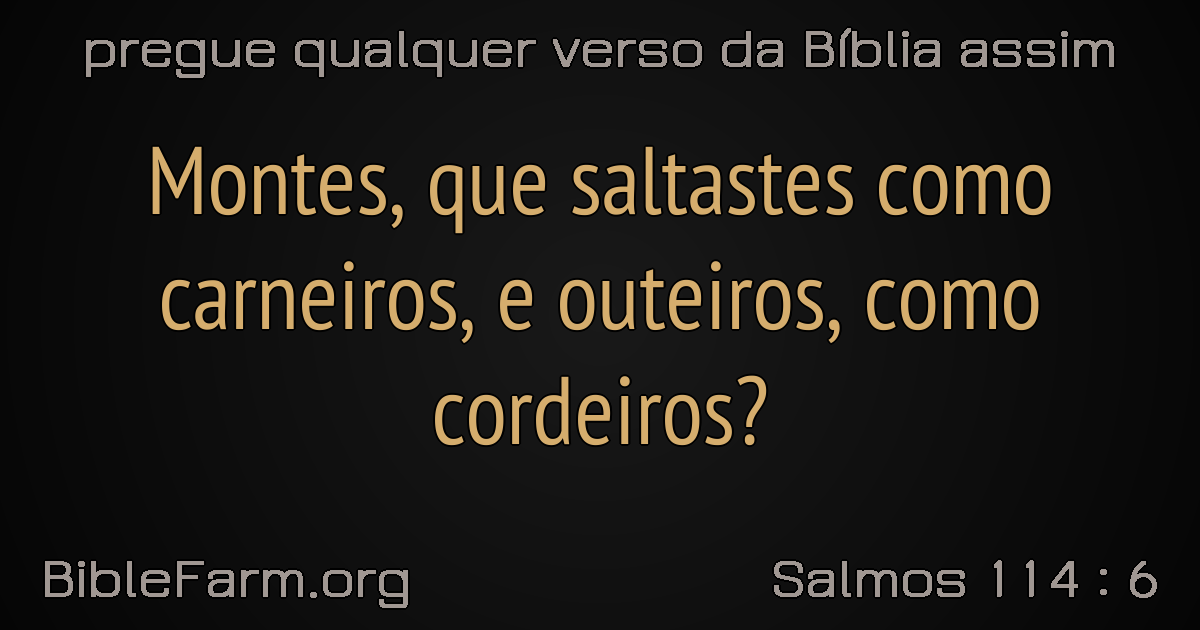 pregue qualquer verso da Bíblia assim
Montes, que saltastes como
carneiros, e outeiros, como
cordeiros?
BibleFarm.org
Salmos 114 : 6